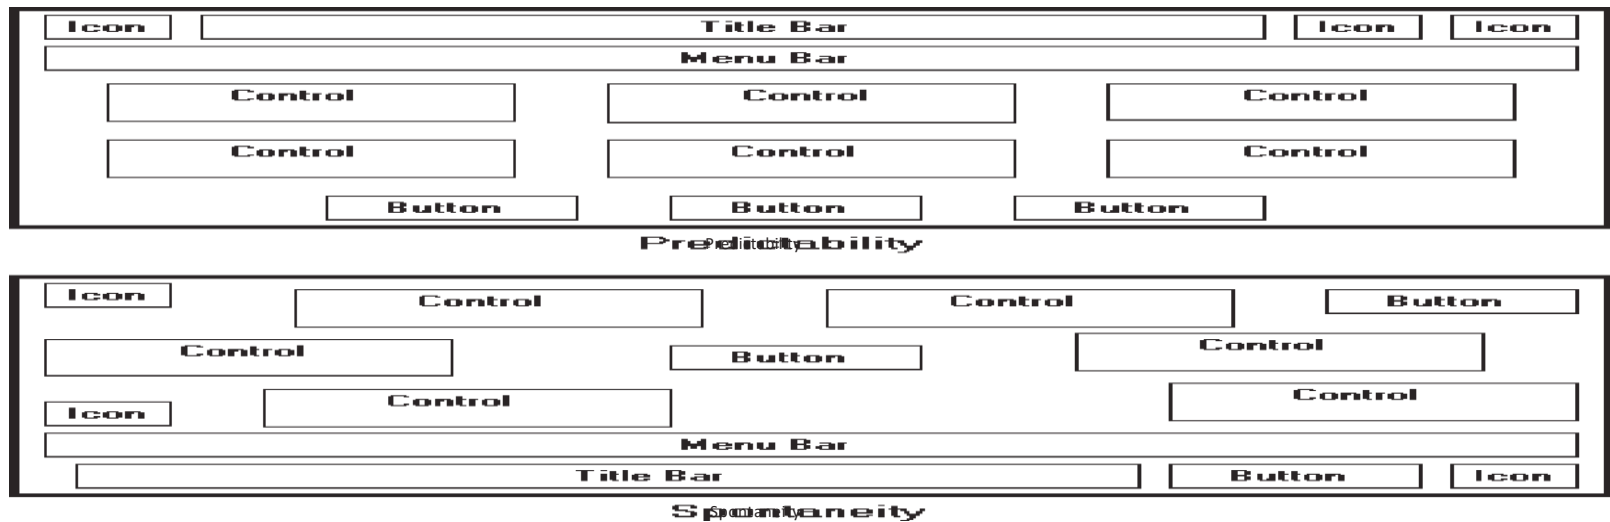 Icon Title Bar Icon Icon
Menu Bar
Control Control Control
Control Control Control
Button Button Button
Predictability
Icon Control Control Button
Control Button Control
Icon Control Control
Menu Bar
Title Bar Button Icon
Spontaneity